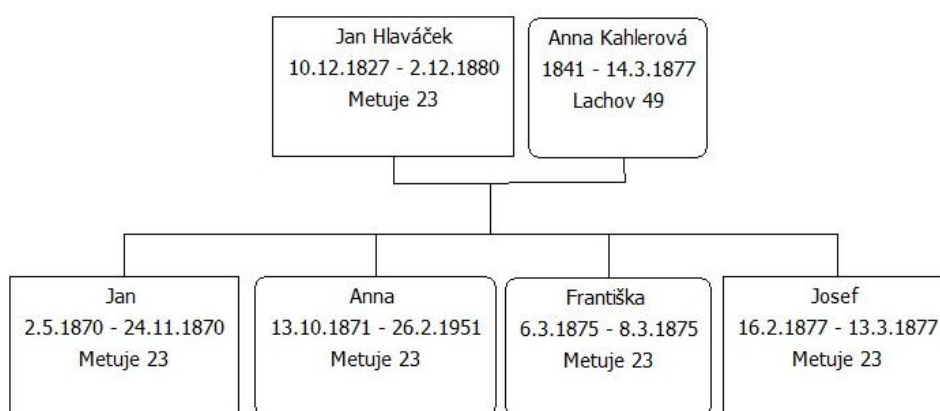 Jan Hlaváček
10.12.1827 - 2.12.1880
Metuje 23
Anna Kahlerová
1841 - 14.3.1877
Lachov 49
Jan
2.5.1870 - 24.11.1870
Metuje 23
Anna
13.10.1871 - 26.2.1951
Metuje 23
Františka
6.3.1875 - 8.3.1875
Metuje 23
Josef
16.2.1877 - 13.3.1877
Metuje 23